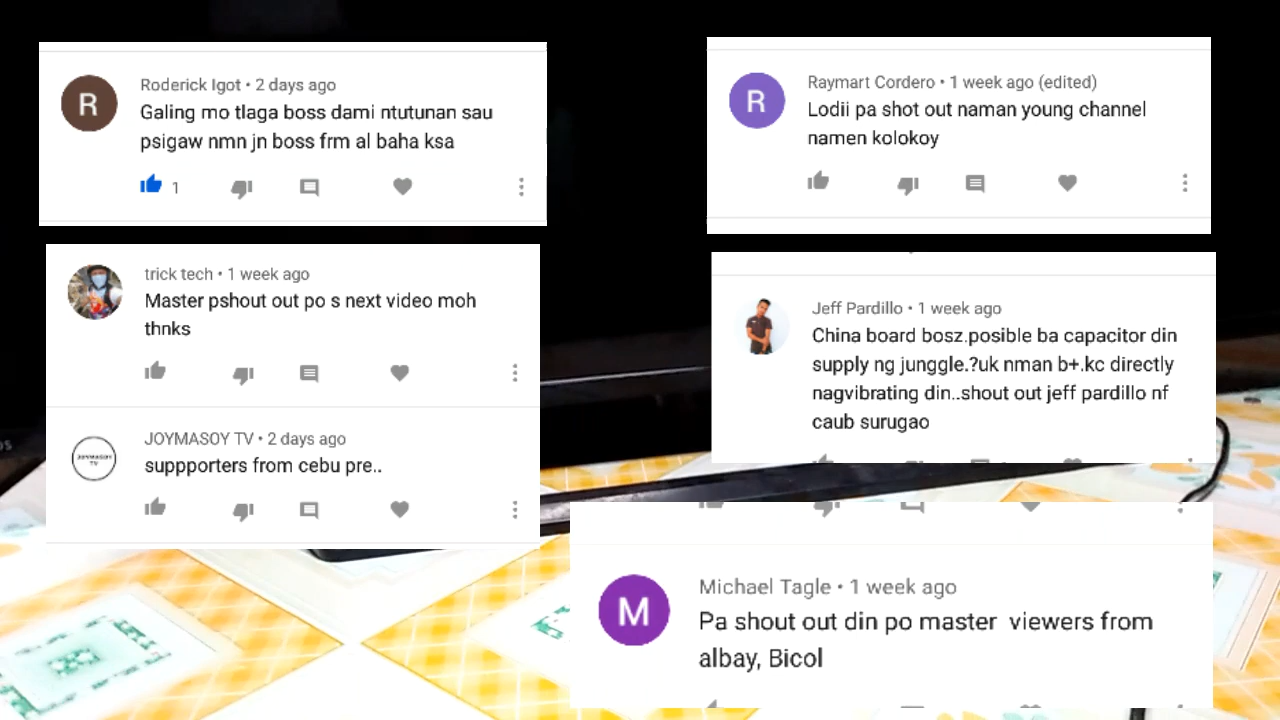 Roderick Igot • 2 days ago
Galing mo tlaga boss dami ntutunan sau
psigaw nmn jn boss frm al baha ksa
1
trick tech • 1 week ago
Master pshout out po s next video moh
thnks
JOYMASOY TV • 2 days ago
suppporters from cebu pre..
Raymart Cordero • 1 week ago (edited)
Lodii pa shot out naman young channel
namen kolokoy
Jeff Pardillo • 1 week ago
China board bosz.posible ba capacitor din
supply ng junggle.?uk nman b+.kc directly
nagvibrating din..shout out jeff pardillo nf
caub surugao
Michael Tagle • 1 week ago
Pa shout out din po master viewers from
albay, Bicol
R
R
JOYMASOY
TV
M